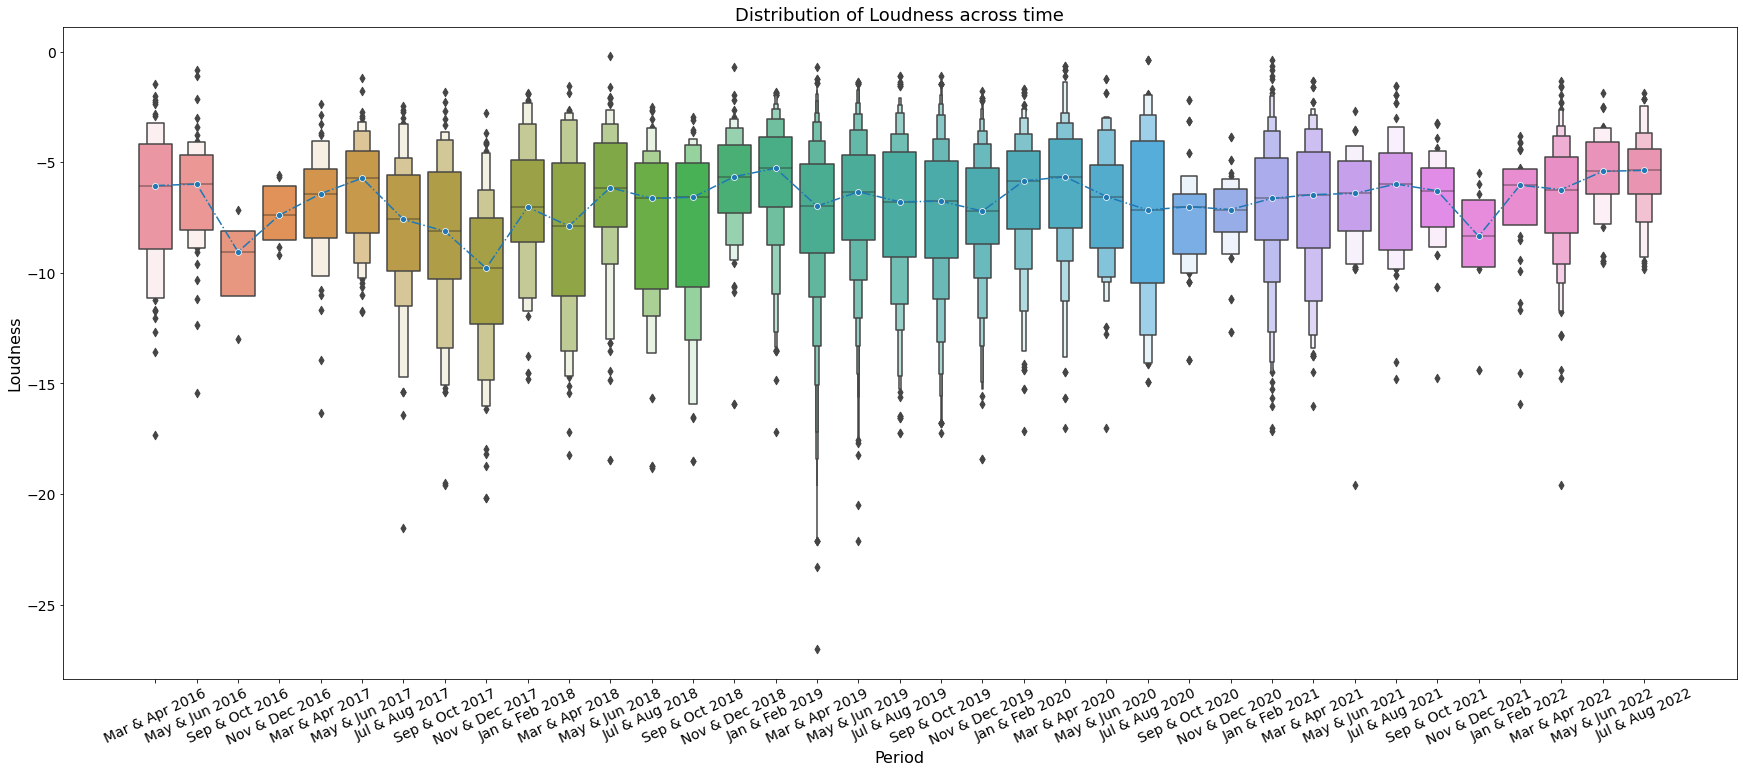 Distribution of Loudness across time
0
−5
−10
−15
−20
−25
Loudness
Mar & Apr 2016
May & Jun 2016
Sep & Oct 2016
Nov & Dec 2016
Mar & Apr 2017
May & Jun 2017
Jul & Aug 2017
Sep & Oct 2017
Nov & Dec 2017
Jan & Feb 2018
Mar & Apr 2018
May & Jun 2018
Jul & Aug 2018
Sep & Oct 2018
Nov & Dec 2018
Jan & Feb 2019
Mar & Apr 2019
May & Jun 2019
Jul & Aug 2019
Sep & Oct 2019
Nov & Dec 2019
Jan & Feb 2020
Mar & Apr 2020
May & Jun 2020
Jul & Aug 2020
Sep & Oct 2020
Nov & Dec 2020
Jan & Feb 2021
Mar & Apr 2021
May & Jun 2021
Jul & Aug 2021
Sep & Oct 2021
Nov & Dec 2021
Jan & Feb 2022
Mar & Apr 2022
May & Jun 2022
Jul & Aug 2022
Period